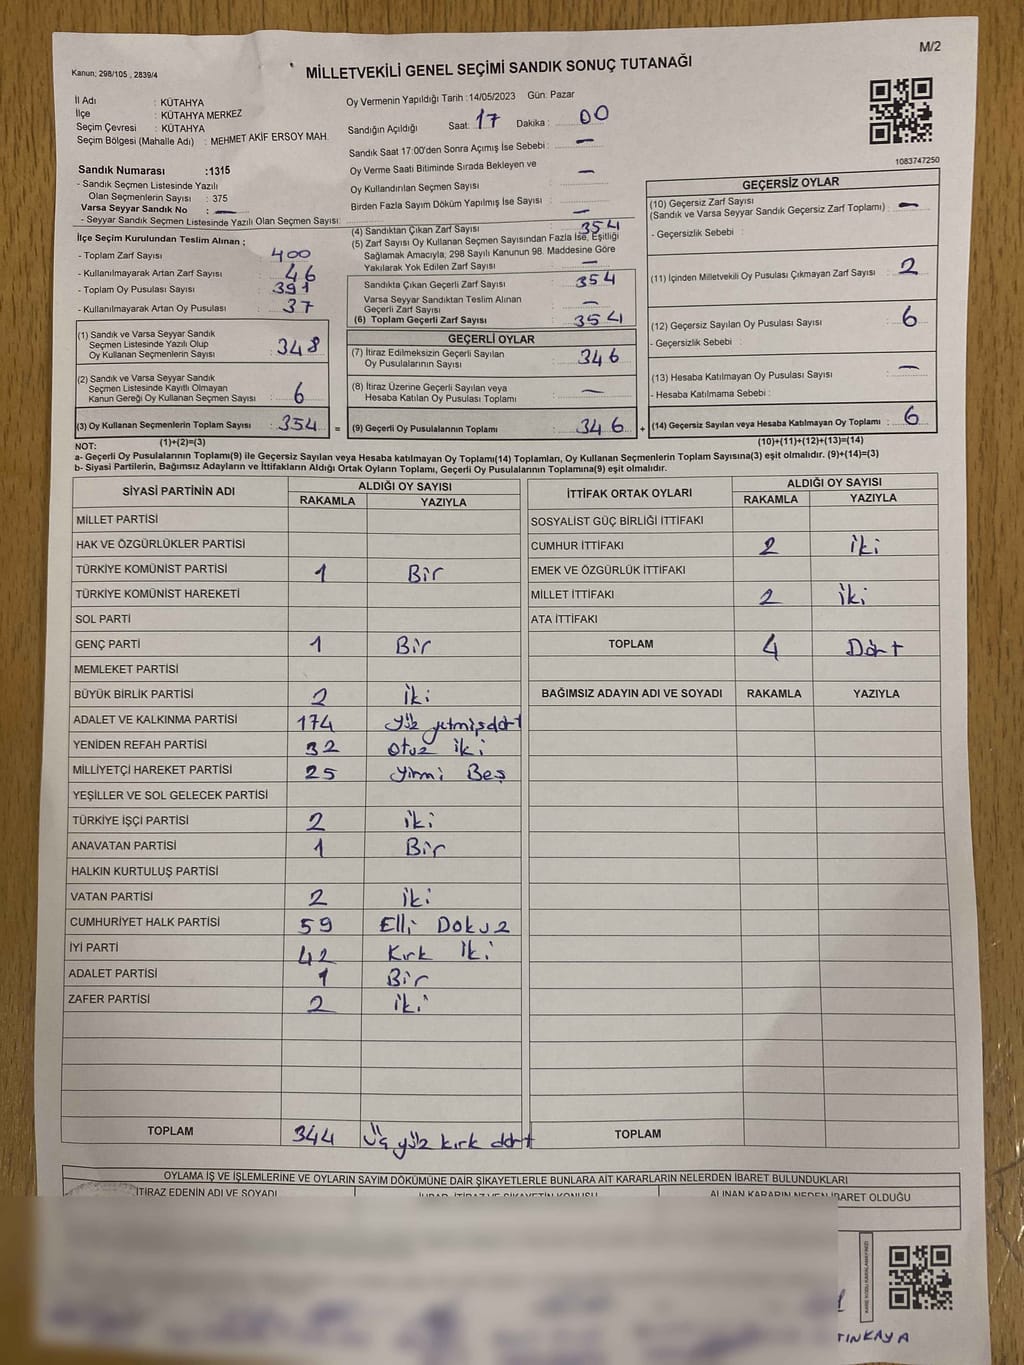 M/2
Kanun: 298/105 , 2839/4
MİLLETVEKİLİ GENEL SEÇİMİ SANDIK SONUÇ TUTANAĞI
İl Adı : KÜTAHYA
İlçe : KÜTAHYA MERKEZ
Seçim Çevresi : KÜTAHYA
Seçim Bölgesi (Mahalle Adı) : MEHMET AKİF ERSOY MAH.
Sandık Numarası :1315
- Sandık Seçmen Listesinde Yazılı
Olan Seçmenlerin Sayısı : 375
Varsa Seyyar Sandık No : —
- Seyyar Sandık Seçmen Listesinde Yazılı Olan Seçmen Sayısı:
İlçe Seçim Kurulundan Teslim Alınan ;
- Toplam Zarf Sayısı : 400
- Kullanılmayarak Artan Zarf Sayısı : 46
- Toplam Oy Pusulası Sayısı : 391
- Kullanılmayarak Artan Oy Pusulası : 37
(1) Sandık ve Varsa Seyyar Sandık
Seçmen Listesinde Yazılı Olup
Oy Kullanan Seçmenlerin Sayısı : 348
(2) Sandık ve Varsa Seyyar Sandık
Seçmen Listesinde Kayıtlı Olmayan
Kanun Gereği Oy Kullanan Seçmen Sayısı : 6
(3) Oy Kullanan Seçmenlerin Toplam Sayısı : 354
Oy Vermenin Yapıldığı Tarih :14/05/2023 Gün: Pazar
Sandığın Açıldığı Saat: 17 Dakika : 00
Sandık Saat 17:00'den Sonra Açımış İse Sebebi : —
Oy Verme Saati Bitiminde Sırada Bekleyen ve
Oy Kullandırılan Seçmen Sayısı : —
Birden Fazla Sayım Döküm Yapılmış İse Sayısı : —
(4) Sandıktan Çıkan Zarf Sayısı : 354
(5) Zarf Sayısı Oy Kullanan Seçmen Sayısından Fazla İse, Eşitliği
Sağlamak Amacıyla, 298 Sayılı Kanunun 98. Maddesine Göre
Yakılarak Yok Edilen Zarf Sayısı : —
Sandıkta Çıkan Geçerli Zarf Sayısı : 354
Varsa Seyyar Sandıktan Teslim Alınan
Geçerli Zarf Sayısı : —
(6) Toplam Geçerli Zarf Sayısı : 354
GEÇERLİ OYLAR
(7) İtiraz Edilmeksizin Geçerli Sayılan
Oy Pusulalarının Sayısı : 346
(8) İtiraz Üzerine Geçerli Sayılan veya
Hesaba Katılan Oy Pusulası Toplamı : —
= (9) Geçerli Oy Pusulalarının Toplamı : 346
1083747250
GEÇERSİZ OYLAR
(10) Geçersiz Zarf Sayısı
(Sandık ve Varsa Seyyar Sandık Geçersiz Zarf Toplamı) : —
- Geçersizlik Sebebi :
(11) İçinden Milletvekili Oy Pusulası Çıkmayan Zarf Sayısı : 2
(12) Geçersiz Sayılan Oy Pusulası Sayısı : 6
- Geçersizlik Sebebi :
(13) Hesaba Katılmayan Oy Pusulası Sayısı : —
- Hesaba Katılmama Sebebi :
+ (14) Geçersiz Sayılan veya Hesaba Katılmayan Oy Toplamı : 6
NOT: (1)+(2)=(3) (10)+(11)+(12)+(13)=(14)
a- Geçerli Oy Pusulalarının Toplamı(9) ile Geçersiz Sayılan veya Hesaba katılmayan Oy Toplamı(14) Toplamları, Oy Kullanan Seçmenlerin Toplam Sayısına(3) eşit olmalıdır. (9)+(14)=(3)
b- Siyasi Partilerin, Bağımsız Adayların ve İttifakların Aldığı Ortak Oyların Toplamı, Geçerli Oy Pusulalarının Toplamına(9) eşit olmalıdır.
SİYASİ PARTİNİN ADI ALDIĞI OY SAYISI
RAKAMLA YAZIYLA
MİLLET PARTİSİ
HAK VE ÖZGÜRLÜKLER PARTİSİ
TÜRKİYE KOMÜNİST PARTİSİ 1 Bir
TÜRKİYE KOMÜNİST HAREKETİ
SOL PARTİ
GENÇ PARTİ 1 Bir
MEMLEKET PARTİSİ
BÜYÜK BİRLİK PARTİSİ 2 İki
ADALET VE KALKINMA PARTİSİ 174 yüz yetmişdört
YENİDEN REFAH PARTİSİ 32 otuz iki
MİLLİYETÇİ HAREKET PARTİSİ 25 yirmi Beş
YEŞİLLER VE SOL GELECEK PARTİSİ
TÜRKİYE İŞÇİ PARTİSİ 2 iki
ANAVATAN PARTİSİ 1 Bir
HALKIN KURTULUŞ PARTİSİ
VATAN PARTİSİ 2 iki
CUMHURİYET HALK PARTİSİ 59 Elli Dokuz
İYİ PARTİ 42 Kırk İki
ADALET PARTİSİ 1 Bir
ZAFER PARTİSİ 2 iki
TOPLAM 344 Üç yüz kırk dört
İTTİFAK ORTAK OYLARI ALDIĞI OY SAYISI
RAKAMLA YAZIYLA
SOSYALİST GÜÇ BİRLİĞİ İTTİFAKI
CUMHUR İTTİFAKI 2 iki
EMEK VE ÖZGÜRLÜK İTTİFAKI
MİLLET İTTİFAKI 2 iki
ATA İTTİFAKI
TOPLAM 4 Dört
BAĞIMSIZ ADAYIN ADI VE SOYADI RAKAMLA YAZIYLA
TOPLAM
OYLAMA İŞ VE İŞLEMLERİNE VE OYLARIN SAYIM DÖKÜMÜNE DAİR ŞİKAYETLERLE BUNLARA AİT KARARLARIN NELERDEN İBARET BULUNDUKLARI
İTİRAZ EDENİN ADI VE SOYADI ALINAN KARARIN NEDEN İBARET OLDUĞU
KARE KODU KARALAMAYINIZ!
TINKAYA